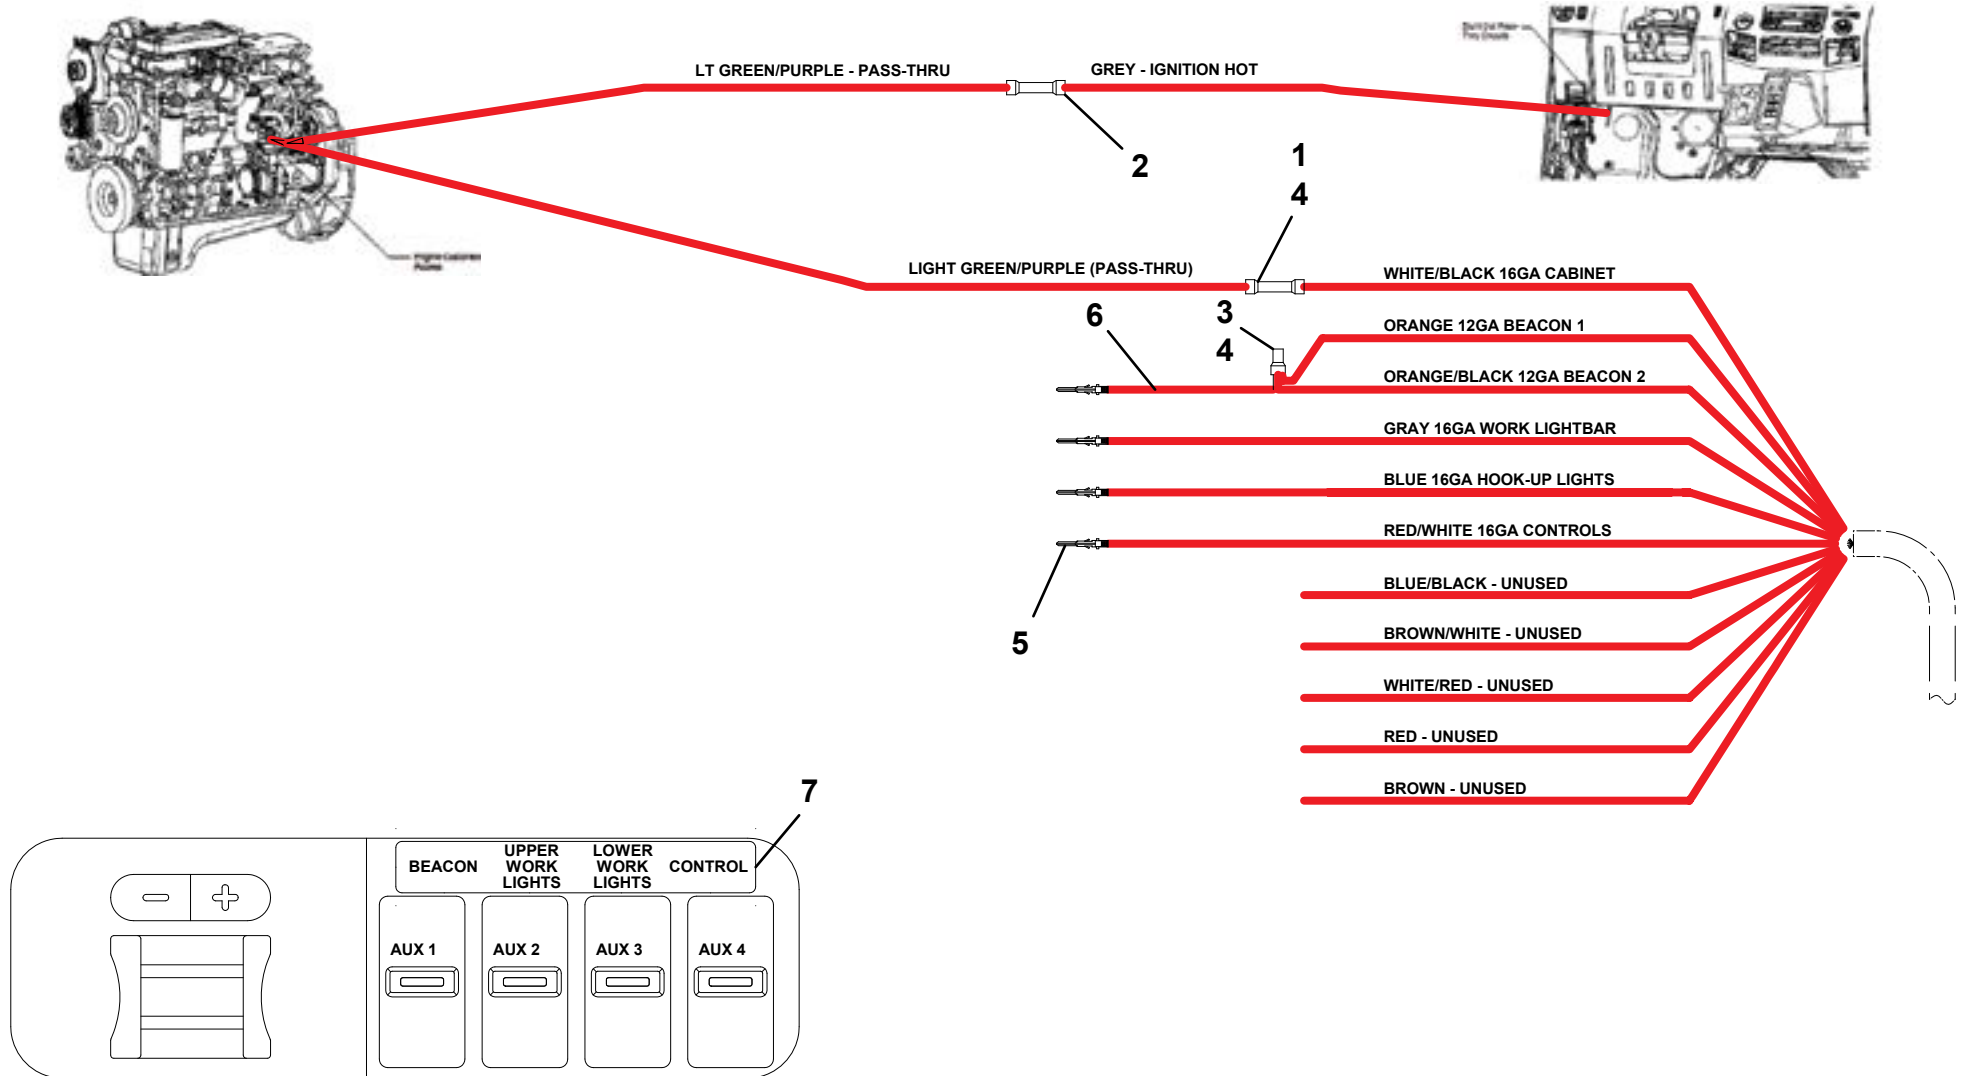 LT GREEN/PURPLE - PASS-THRU
GREY - IGNITION HOT
2
1
4
LIGHT GREEN/PURPLE (PASS-THRU)
WHITE/BLACK 16GA CABINET
6
3
4
ORANGE 12GA BEACON 1
ORANGE/BLACK 12GA BEACON 2
GRAY 16GA WORK LIGHTBAR
BLUE 16GA HOOK-UP LIGHTS
RED/WHITE 16GA CONTROLS
5
BLUE/BLACK - UNUSED
BROWN/WHITE - UNUSED
WHITE/RED - UNUSED
RED - UNUSED
BROWN - UNUSED
7
BEACON
UPPER
WORK
LIGHTS
LOWER
WORK
LIGHTS
CONTROL
AUX 1
AUX 2
AUX 3
AUX 4